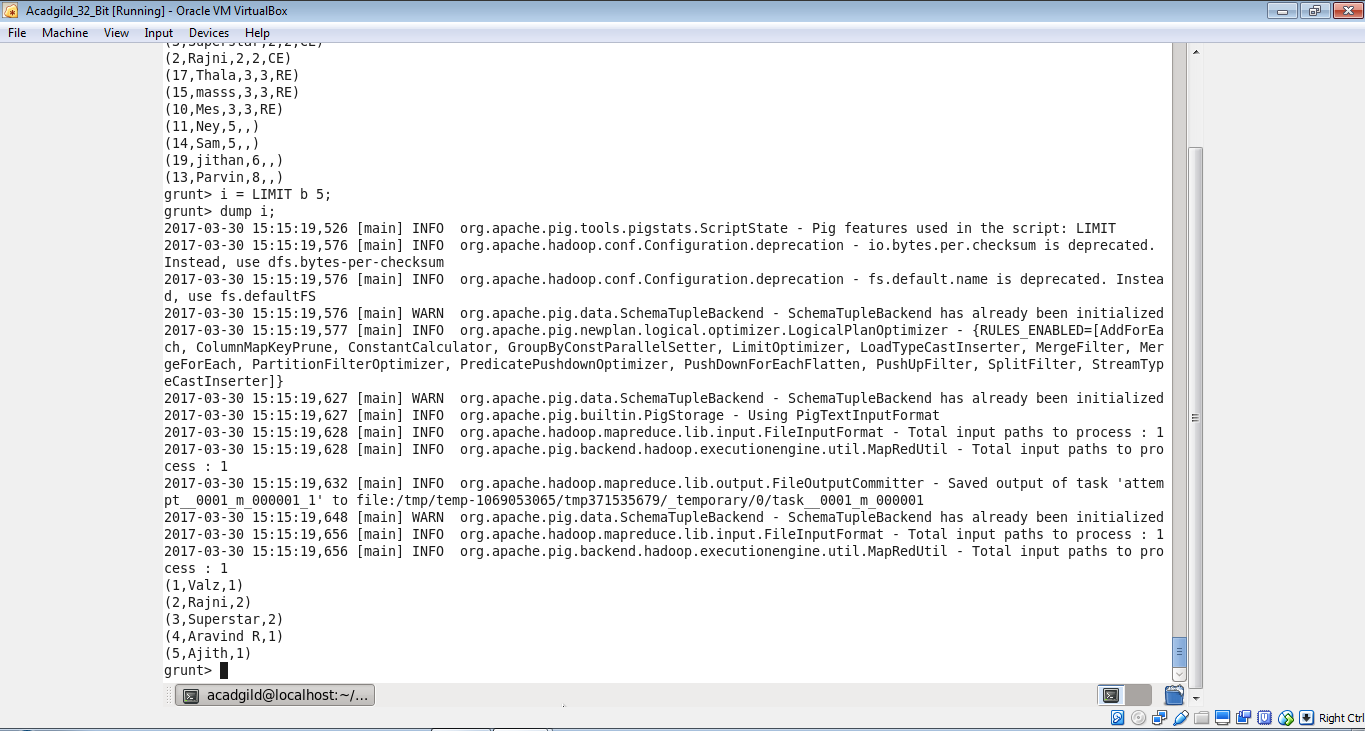 Acadgild_32_Bit [Running] - Oracle VM VirtualBox
File Machine View Input Devices Help
(3,Superstar,2,2,CE)
(2,Rajni,2,2,CE)
(17,Thala,3,3,RE)
(15,masss,3,3,RE)
(10,Mes,3,3,RE)
(11,Ney,5,,)
(14,Sam,5,,)
(19,jithan,6,,)
(13,Parvin,8,,)
grunt> i = LIMIT b 5;
grunt> dump i;
2017-03-30 15:15:19,526 [main] INFO  org.apache.pig.tools.pigstats.ScriptState - Pig features used in the script: LIMIT
2017-03-30 15:15:19,576 [main] INFO  org.apache.hadoop.conf.Configuration.deprecation - io.bytes.per.checksum is deprecated.
Instead, use dfs.bytes-per-checksum
2017-03-30 15:15:19,576 [main] INFO  org.apache.hadoop.conf.Configuration.deprecation - fs.default.name is deprecated. Instea
d, use fs.defaultFS
2017-03-30 15:15:19,576 [main] WARN  org.apache.pig.data.SchemaTupleBackend - SchemaTupleBackend has already been initialized
2017-03-30 15:15:19,577 [main] INFO  org.apache.pig.newplan.logical.optimizer.LogicalPlanOptimizer - {RULES_ENABLED=[AddForEa
ch, ColumnMapKeyPrune, ConstantCalculator, GroupByConstParallelSetter, LimitOptimizer, LoadTypeCastInserter, MergeFilter, Mer
geForEach, PartitionFilterOptimizer, PredicatePushdownOptimizer, PushDownForEachFlatten, PushUpFilter, SplitFilter, StreamTyp
eCastInserter]}
2017-03-30 15:15:19,627 [main] WARN  org.apache.pig.data.SchemaTupleBackend - SchemaTupleBackend has already been initialized
2017-03-30 15:15:19,627 [main] INFO  org.apache.pig.builtin.PigStorage - Using PigTextInputFormat
2017-03-30 15:15:19,628 [main] INFO  org.apache.hadoop.mapreduce.lib.input.FileInputFormat - Total input paths to process : 1
2017-03-30 15:15:19,628 [main] INFO  org.apache.pig.backend.hadoop.executionengine.util.MapRedUtil - Total input paths to pro
cess : 1
2017-03-30 15:15:19,632 [main] INFO  org.apache.hadoop.mapreduce.lib.output.FileOutputCommitter - Saved output of task 'attem
pt__0001_m_000001_1' to file:/tmp/temp-1069053065/tmp371535679/_temporary/0/task__0001_m_000001
2017-03-30 15:15:19,648 [main] WARN  org.apache.pig.data.SchemaTupleBackend - SchemaTupleBackend has already been initialized
2017-03-30 15:15:19,656 [main] INFO  org.apache.hadoop.mapreduce.lib.input.FileInputFormat - Total input paths to process : 1
2017-03-30 15:15:19,656 [main] INFO  org.apache.pig.backend.hadoop.executionengine.util.MapRedUtil - Total input paths to pro
cess : 1
(1,Valz,1)
(2,Rajni,2)
(3,Superstar,2)
(4,Aravind R,1)
(5,Ajith,1)
grunt>
acadgild@localhost:~/...
Right Ctrl